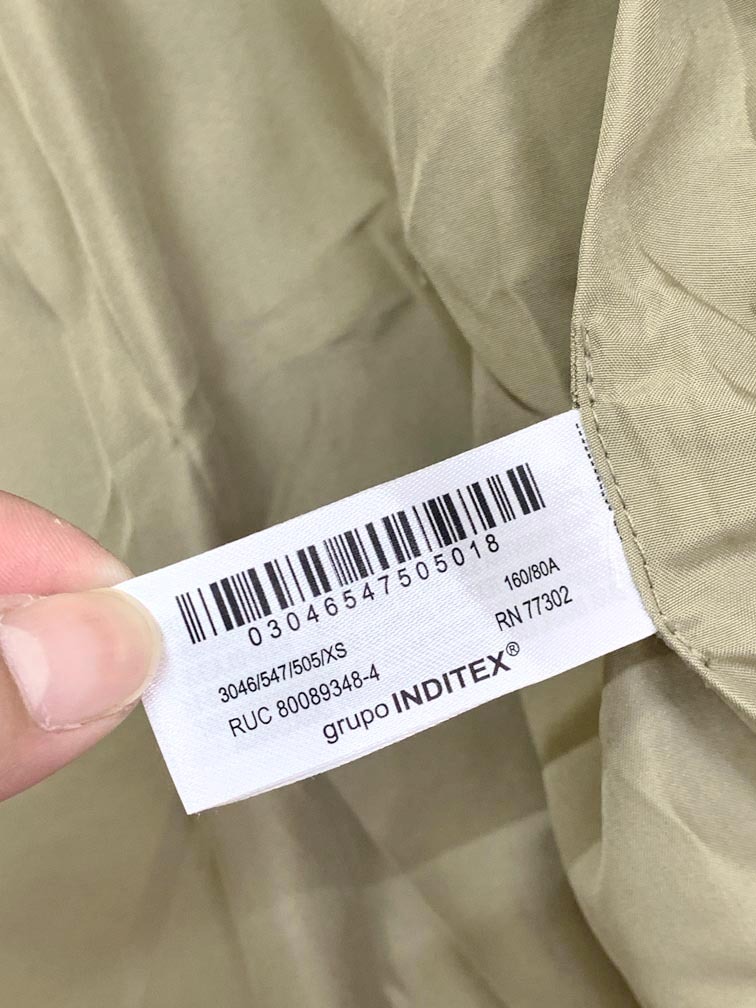 03046547505018
160/80A
3046/547/505/XS
RN 77302
RUC 80089348-4
grupo INDITEX®